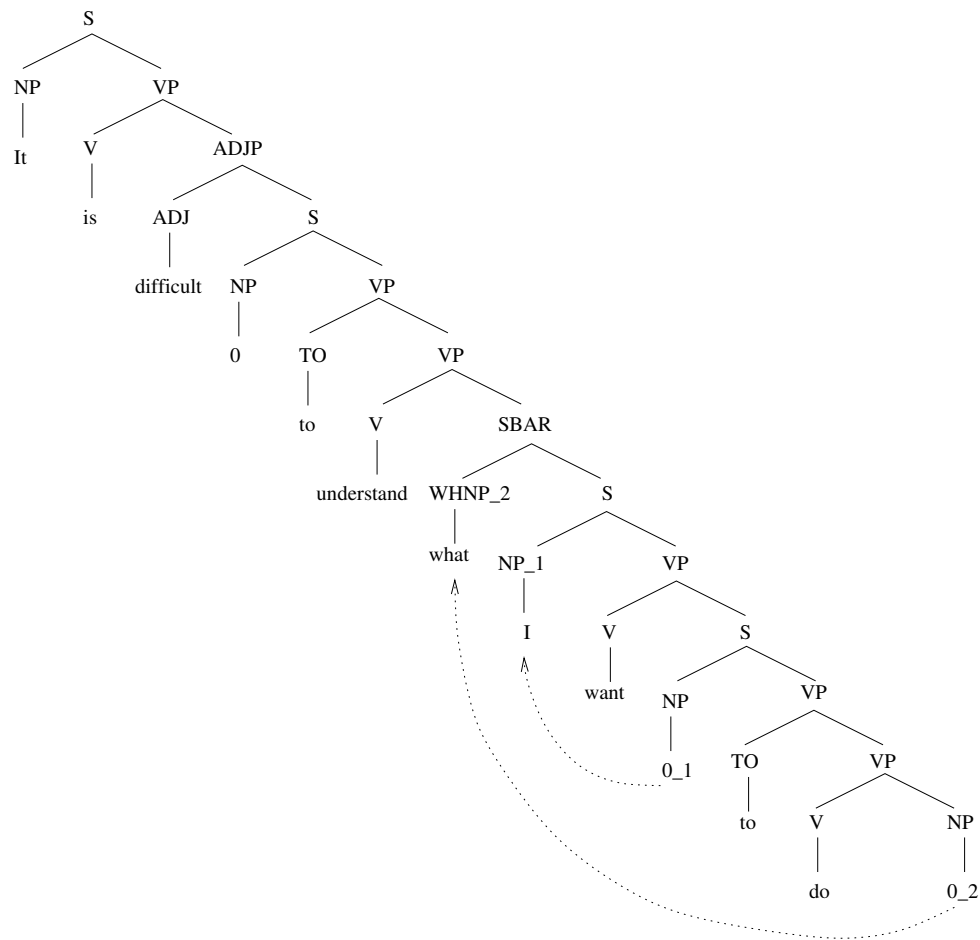 S
NP VP
It V ADJP
is ADJ S
difficult NP VP
0 TO VP
to V SBAR
understand WHNP_2 S
what NP_1 VP
I V S
want NP VP
0_1 TO VP
to V NP
do 0_2